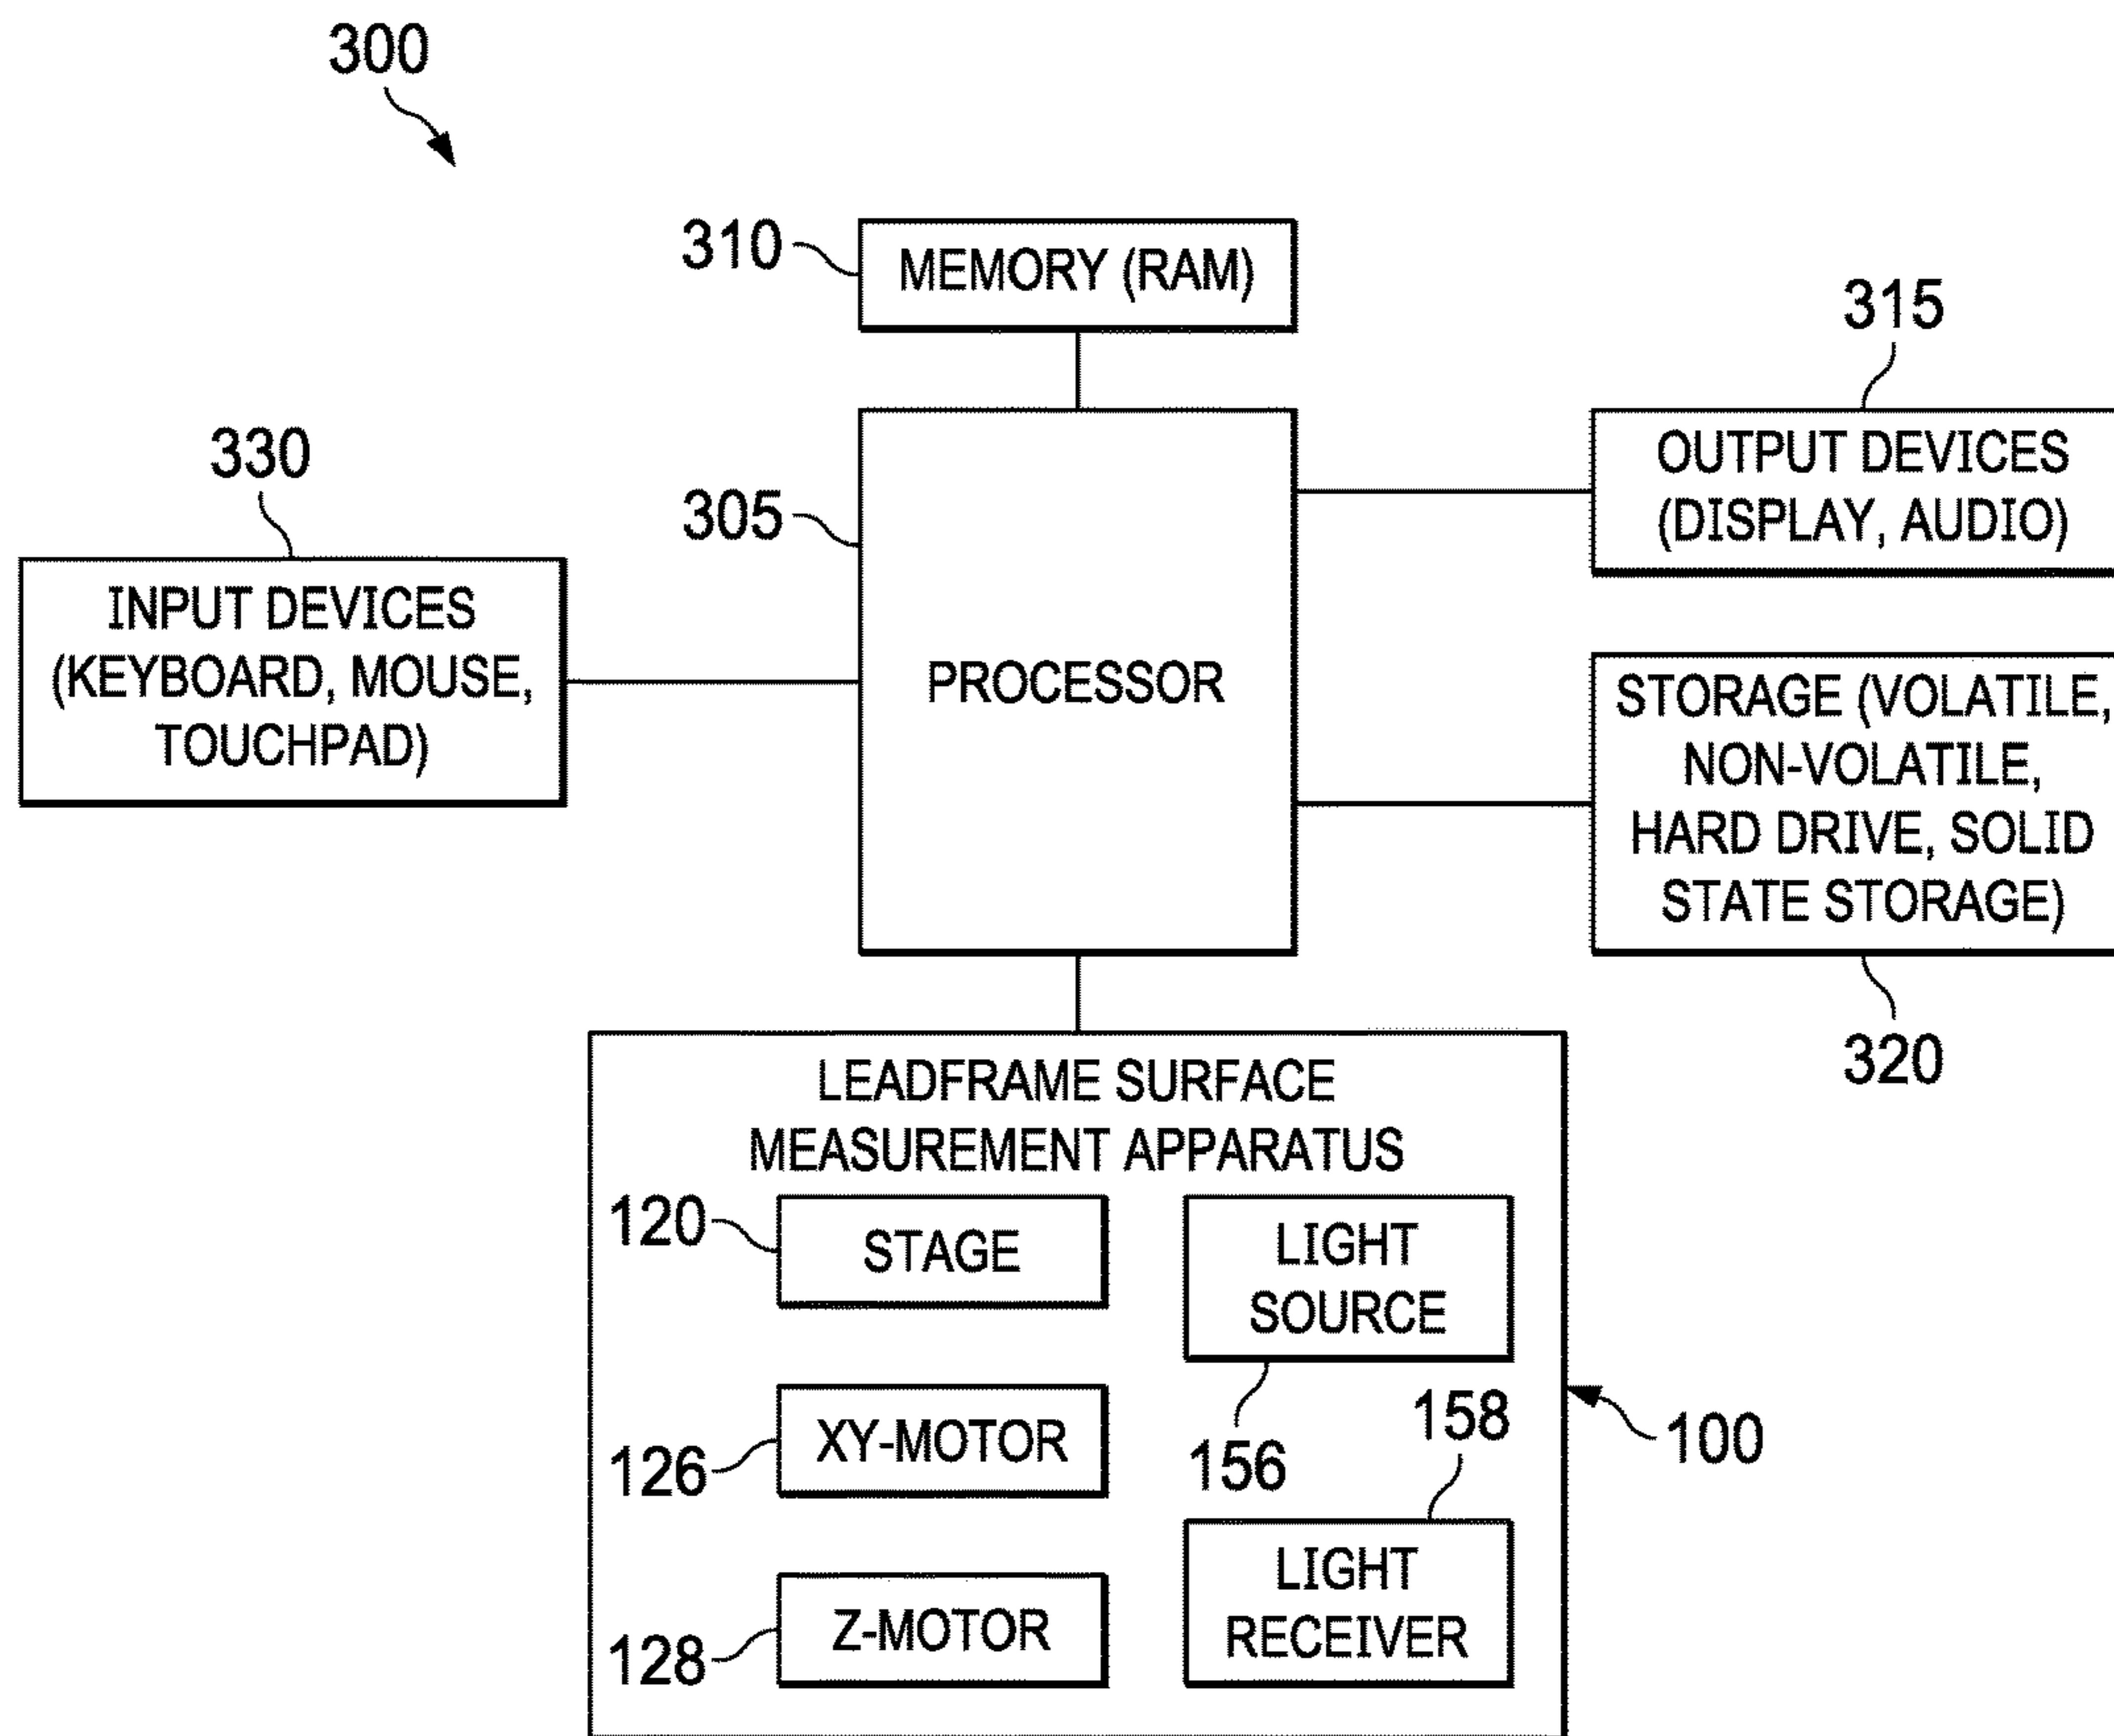 300
310
MEMORY (RAM)
315
OUTPUT DEVICES
(DISPLAY, AUDIO)
330
305
INPUT DEVICES
(KEYBOARD, MOUSE,
TOUCHPAD)
PROCESSOR
STORAGE (VOLATILE,
NON-VOLATILE,
HARD DRIVE, SOLID
STATE STORAGE)
320
LEADFRAME SURFACE
MEASUREMENT APPARATUS
120
STAGE
LIGHT
SOURCE
156
126
XY-MOTOR
158
100
128
Z-MOTOR
LIGHT
RECEIVER